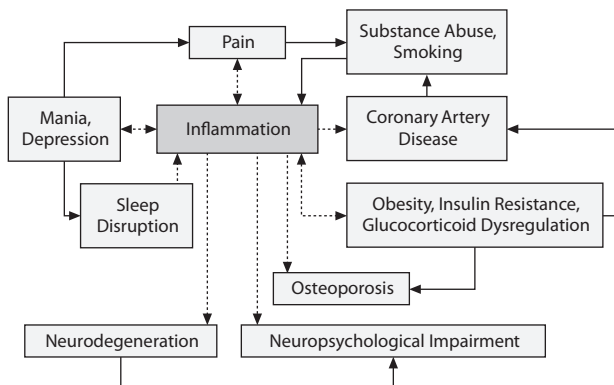 Pain
Substance Abuse,
Smoking
Mania,
Depression
Inflammation
Coronary Artery
Disease
Sleep
Disruption
Obesity, Insulin Resistance,
Glucocorticoid Dysregulation
Osteoporosis
Neurodegeneration
Neuropsychological Impairment